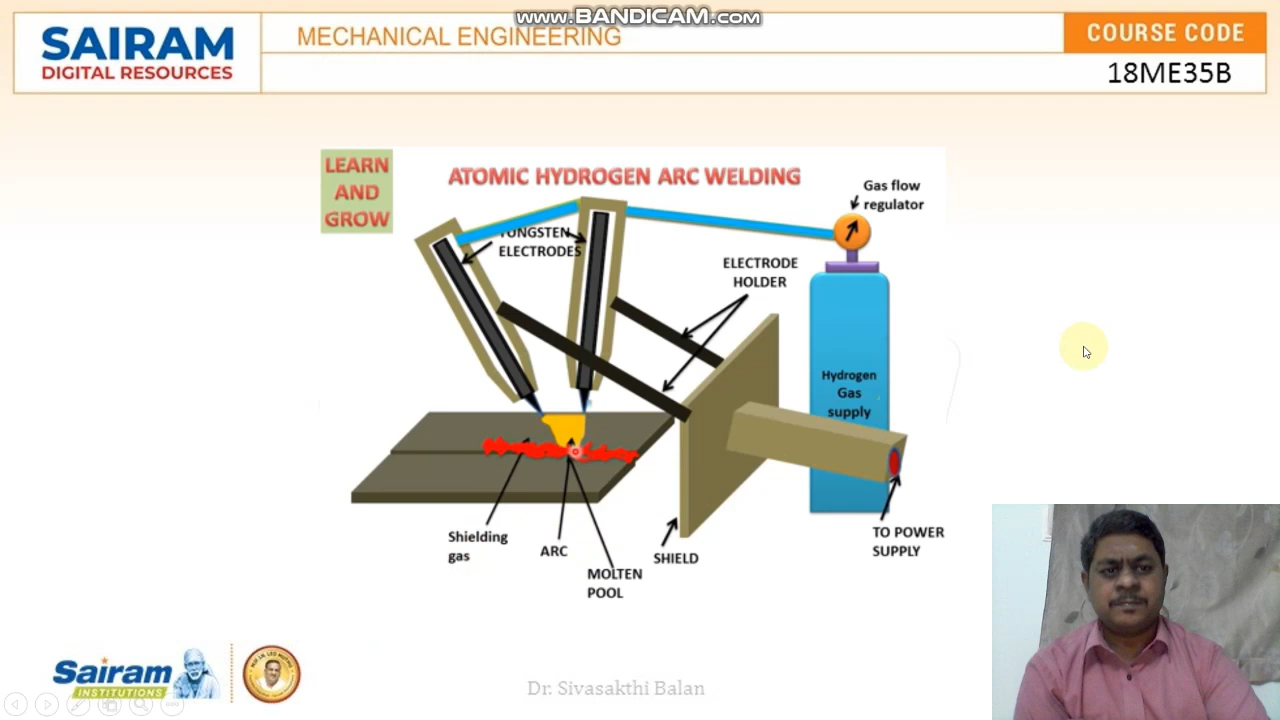 www.BANDICAM.com
SAIRAM
DIGITAL RESOURCES
MECHANICAL ENGINEERING
COURSE CODE
18ME35B
LEARN
AND
GROW
ATOMIC HYDROGEN ARC WELDING
Gas flow
regulator
TUNGSTEN
ELECTRODES
ELECTRODE
HOLDER
Hydrogen
Gas
supply
Shielding
gas
ARC
MOLTEN
POOL
SHIELD
TO POWER
SUPPLY
Sairam
INSTITUTIONS
Dr. Sivasakthi Balan